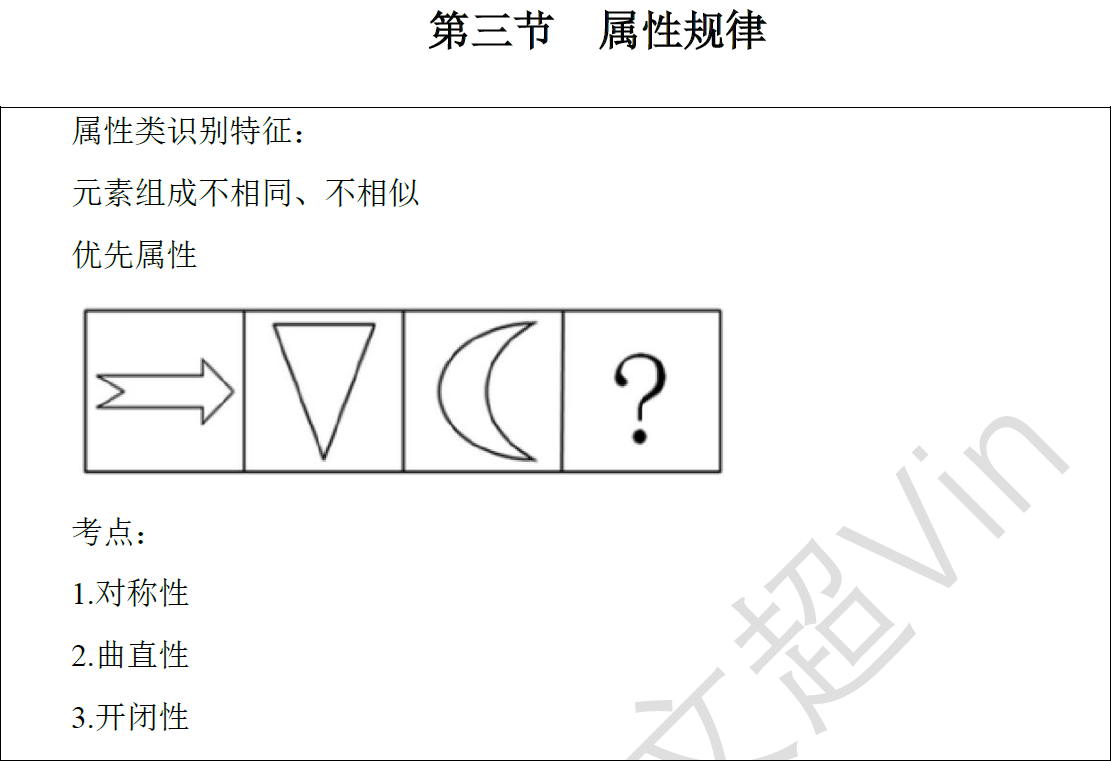 第三节 属性规律
属性类识别特征：
元素组成不相同、不相似
优先属性
?
考点：
1.对称性
2.曲直性
3.开闭性
文超Vin